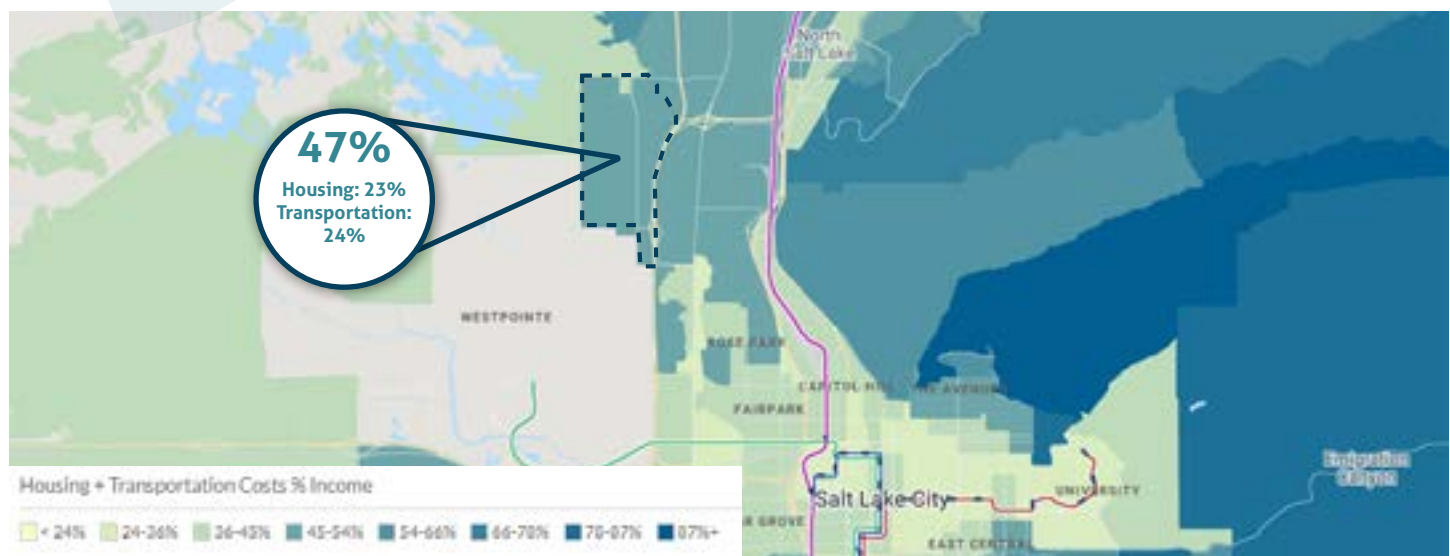 North
Salt Lake
47%
Housing: 23%
Transportation:
24%
WESTPOINTE
ROSE PARK
CAPITOL HILL
THE AVENUES
FAIRPARK
Emigration
Canyon
Housing + Transportation Costs % Income
< 24% 24-36% 36-45% 45-54% 54-66% 66-78% 78-87% 87%+
Salt Lake City
UNIVERSITY
AR GROVE
EAST CENTRAL